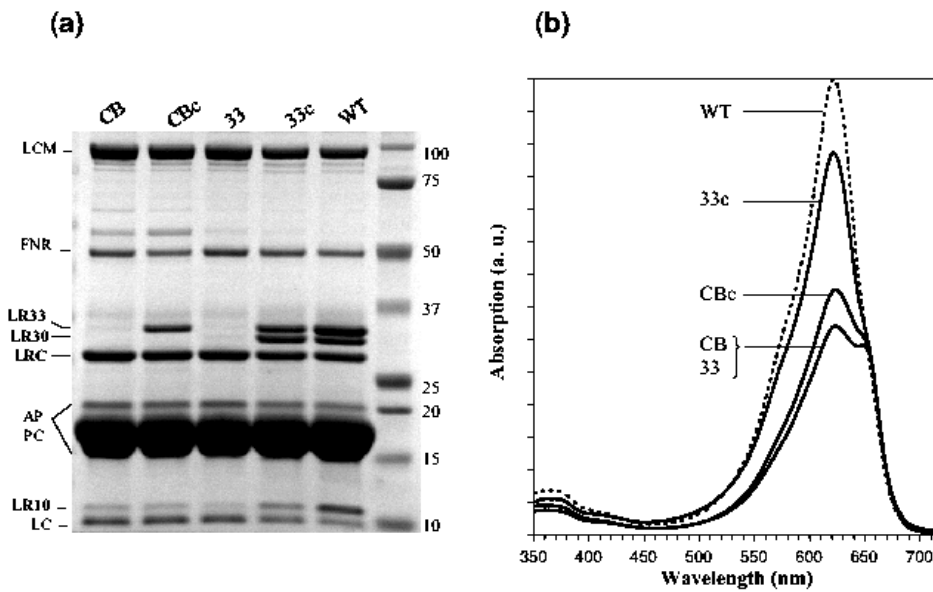 (a)
CB CBc 33 33c WT
LCM
FNR
LR33
LR30
LRC
AP
PC
LR10
LC
100
75
50
37
25
20
15
10
(b)
WT
33c
CBc
CB
33
Absorption (a. u.)
350 400 450 500 550 600 650 700
Wavelength (nm)